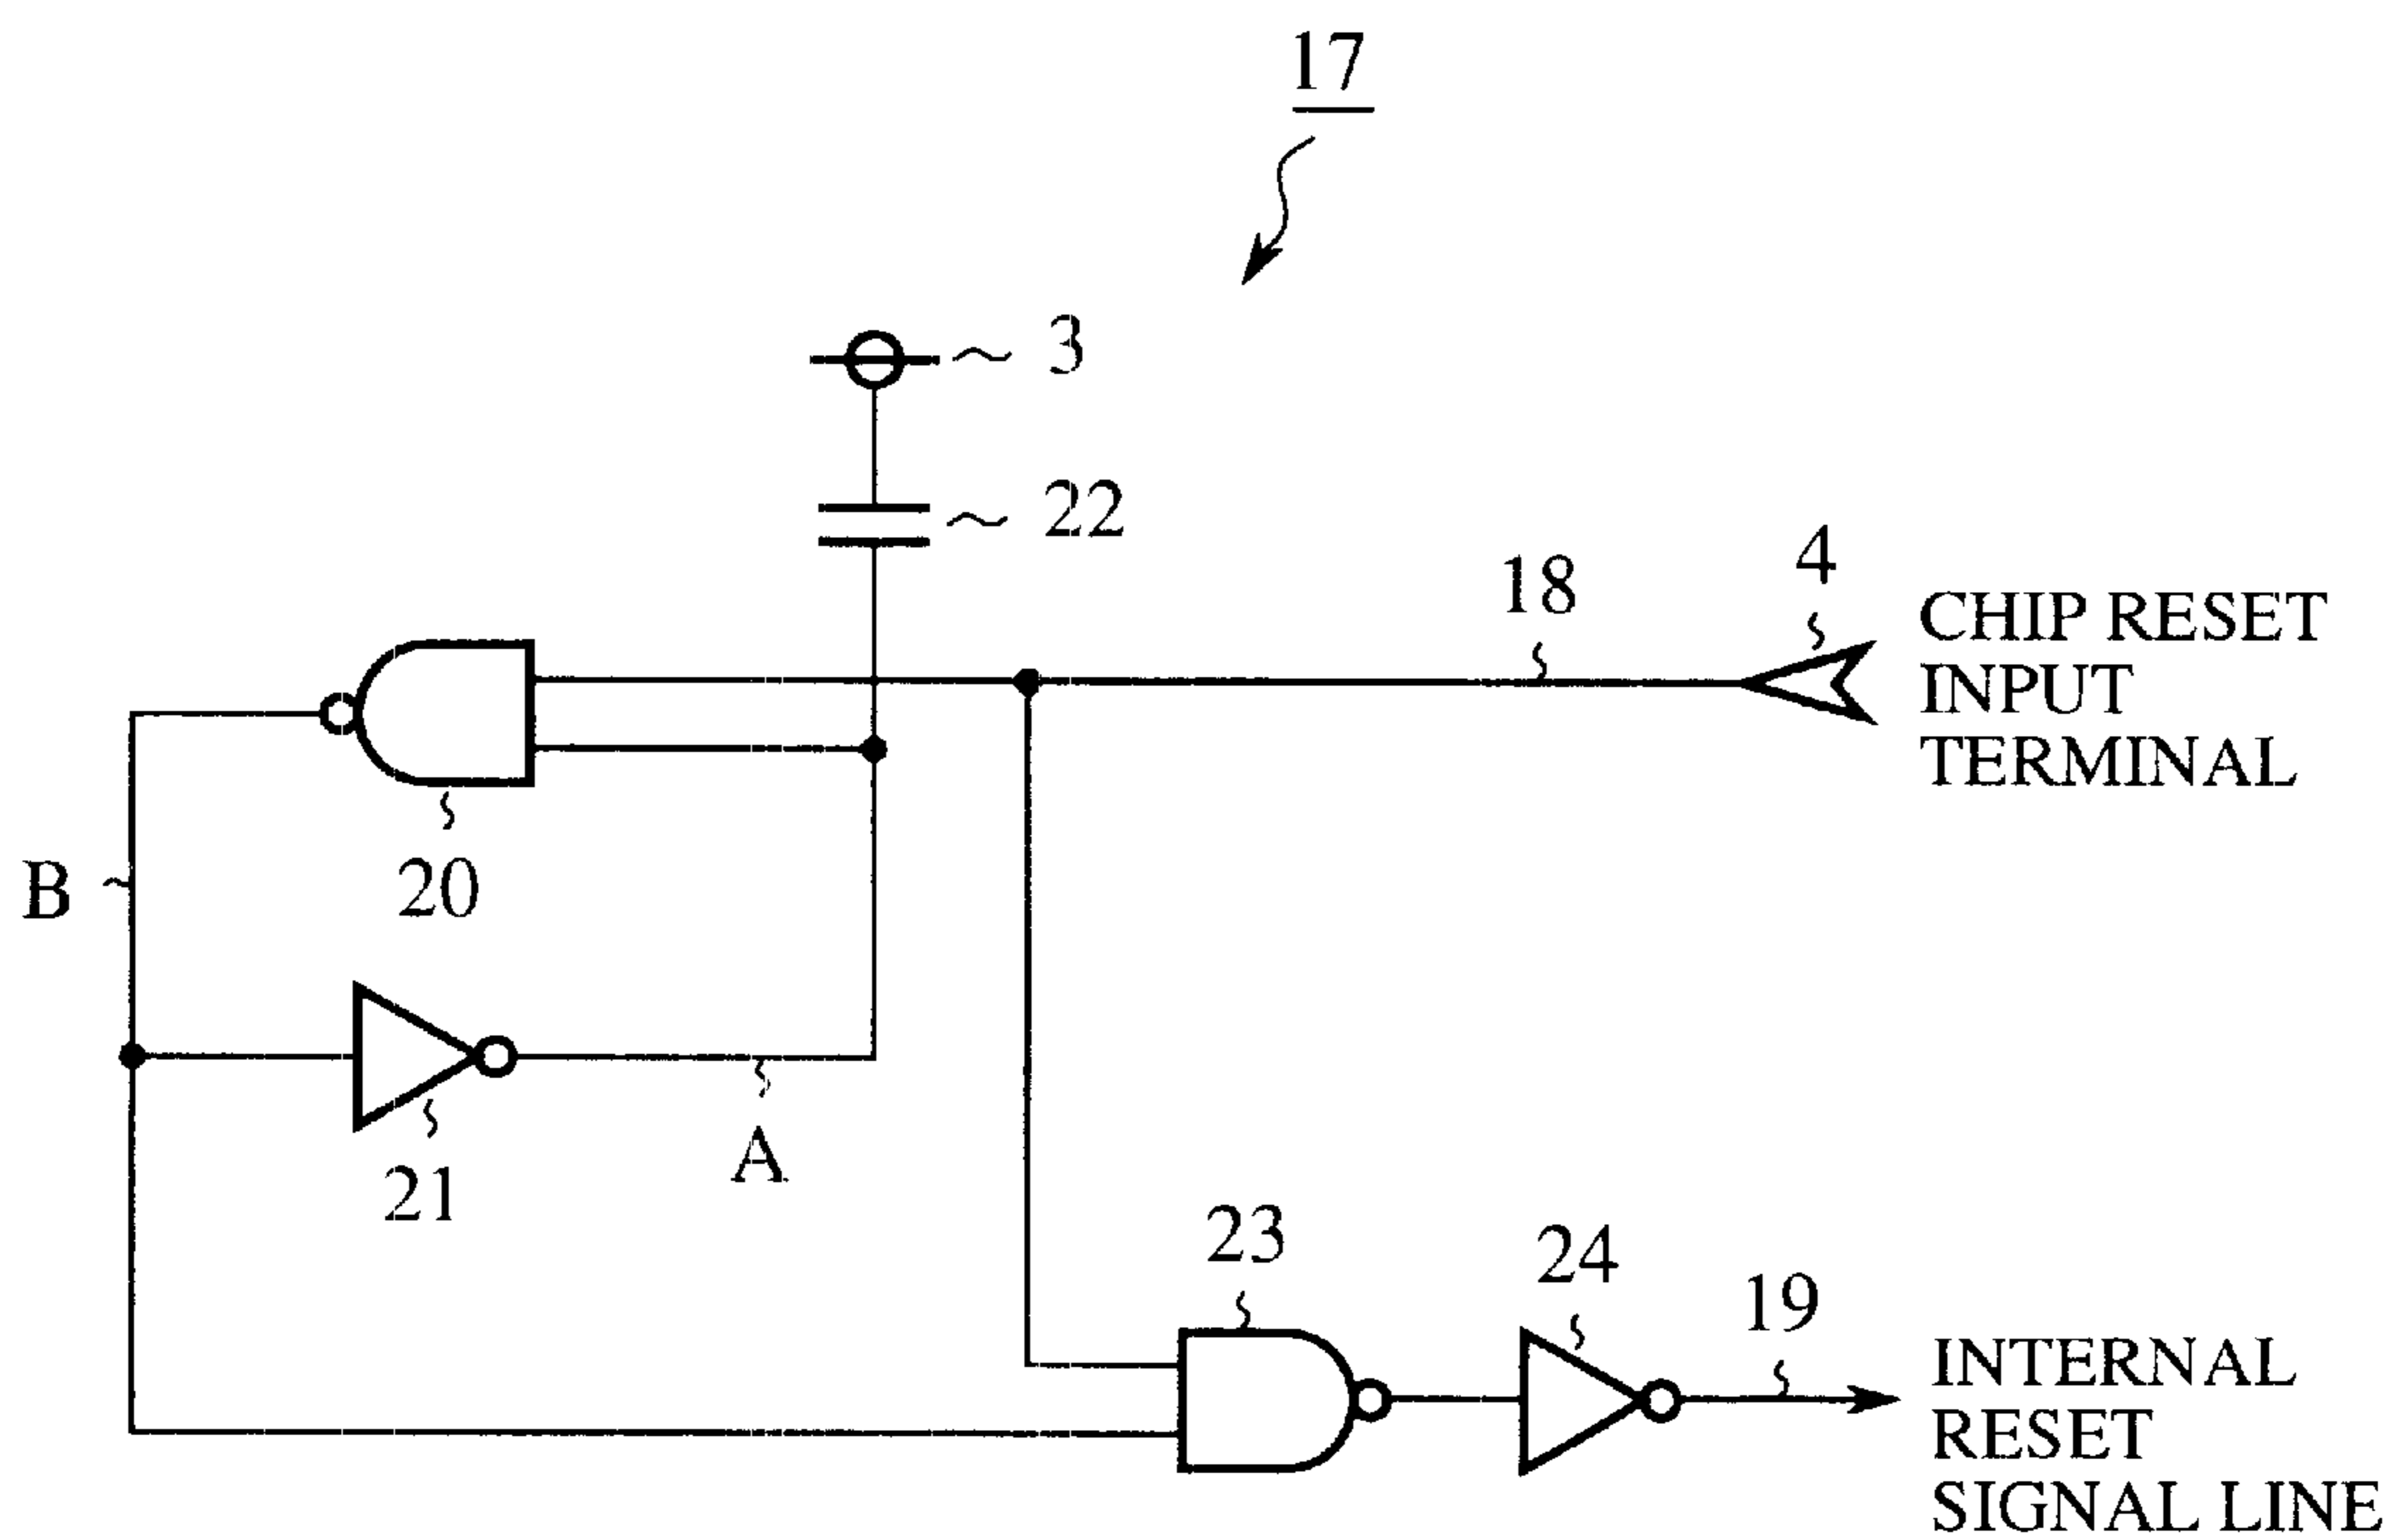 17
3
22
18
4
CHIP RESET
INPUT
TERMINAL
20
B
21
A
23
24
19
INTERNAL
RESET
SIGNAL LINE